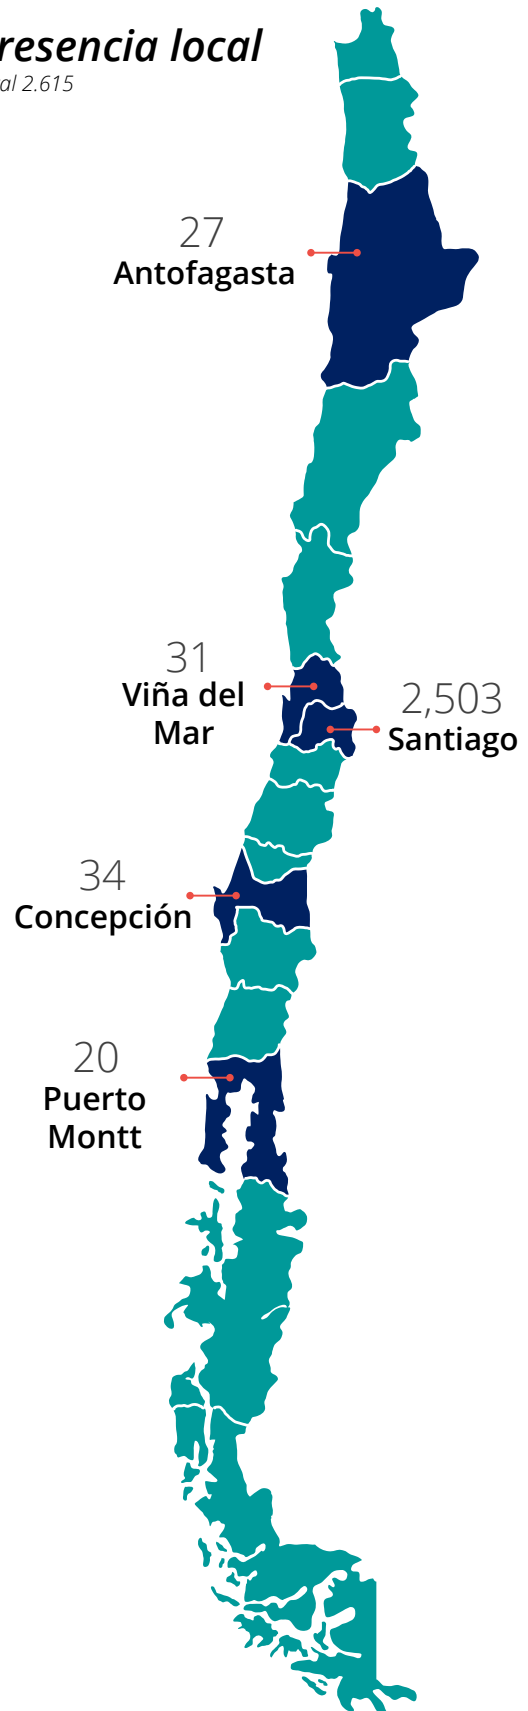 resencia local
al 2.615
27
Antofagasta
31
Viña del
Mar
2,503
Santiago
34
Concepción
20
Puerto
Montt